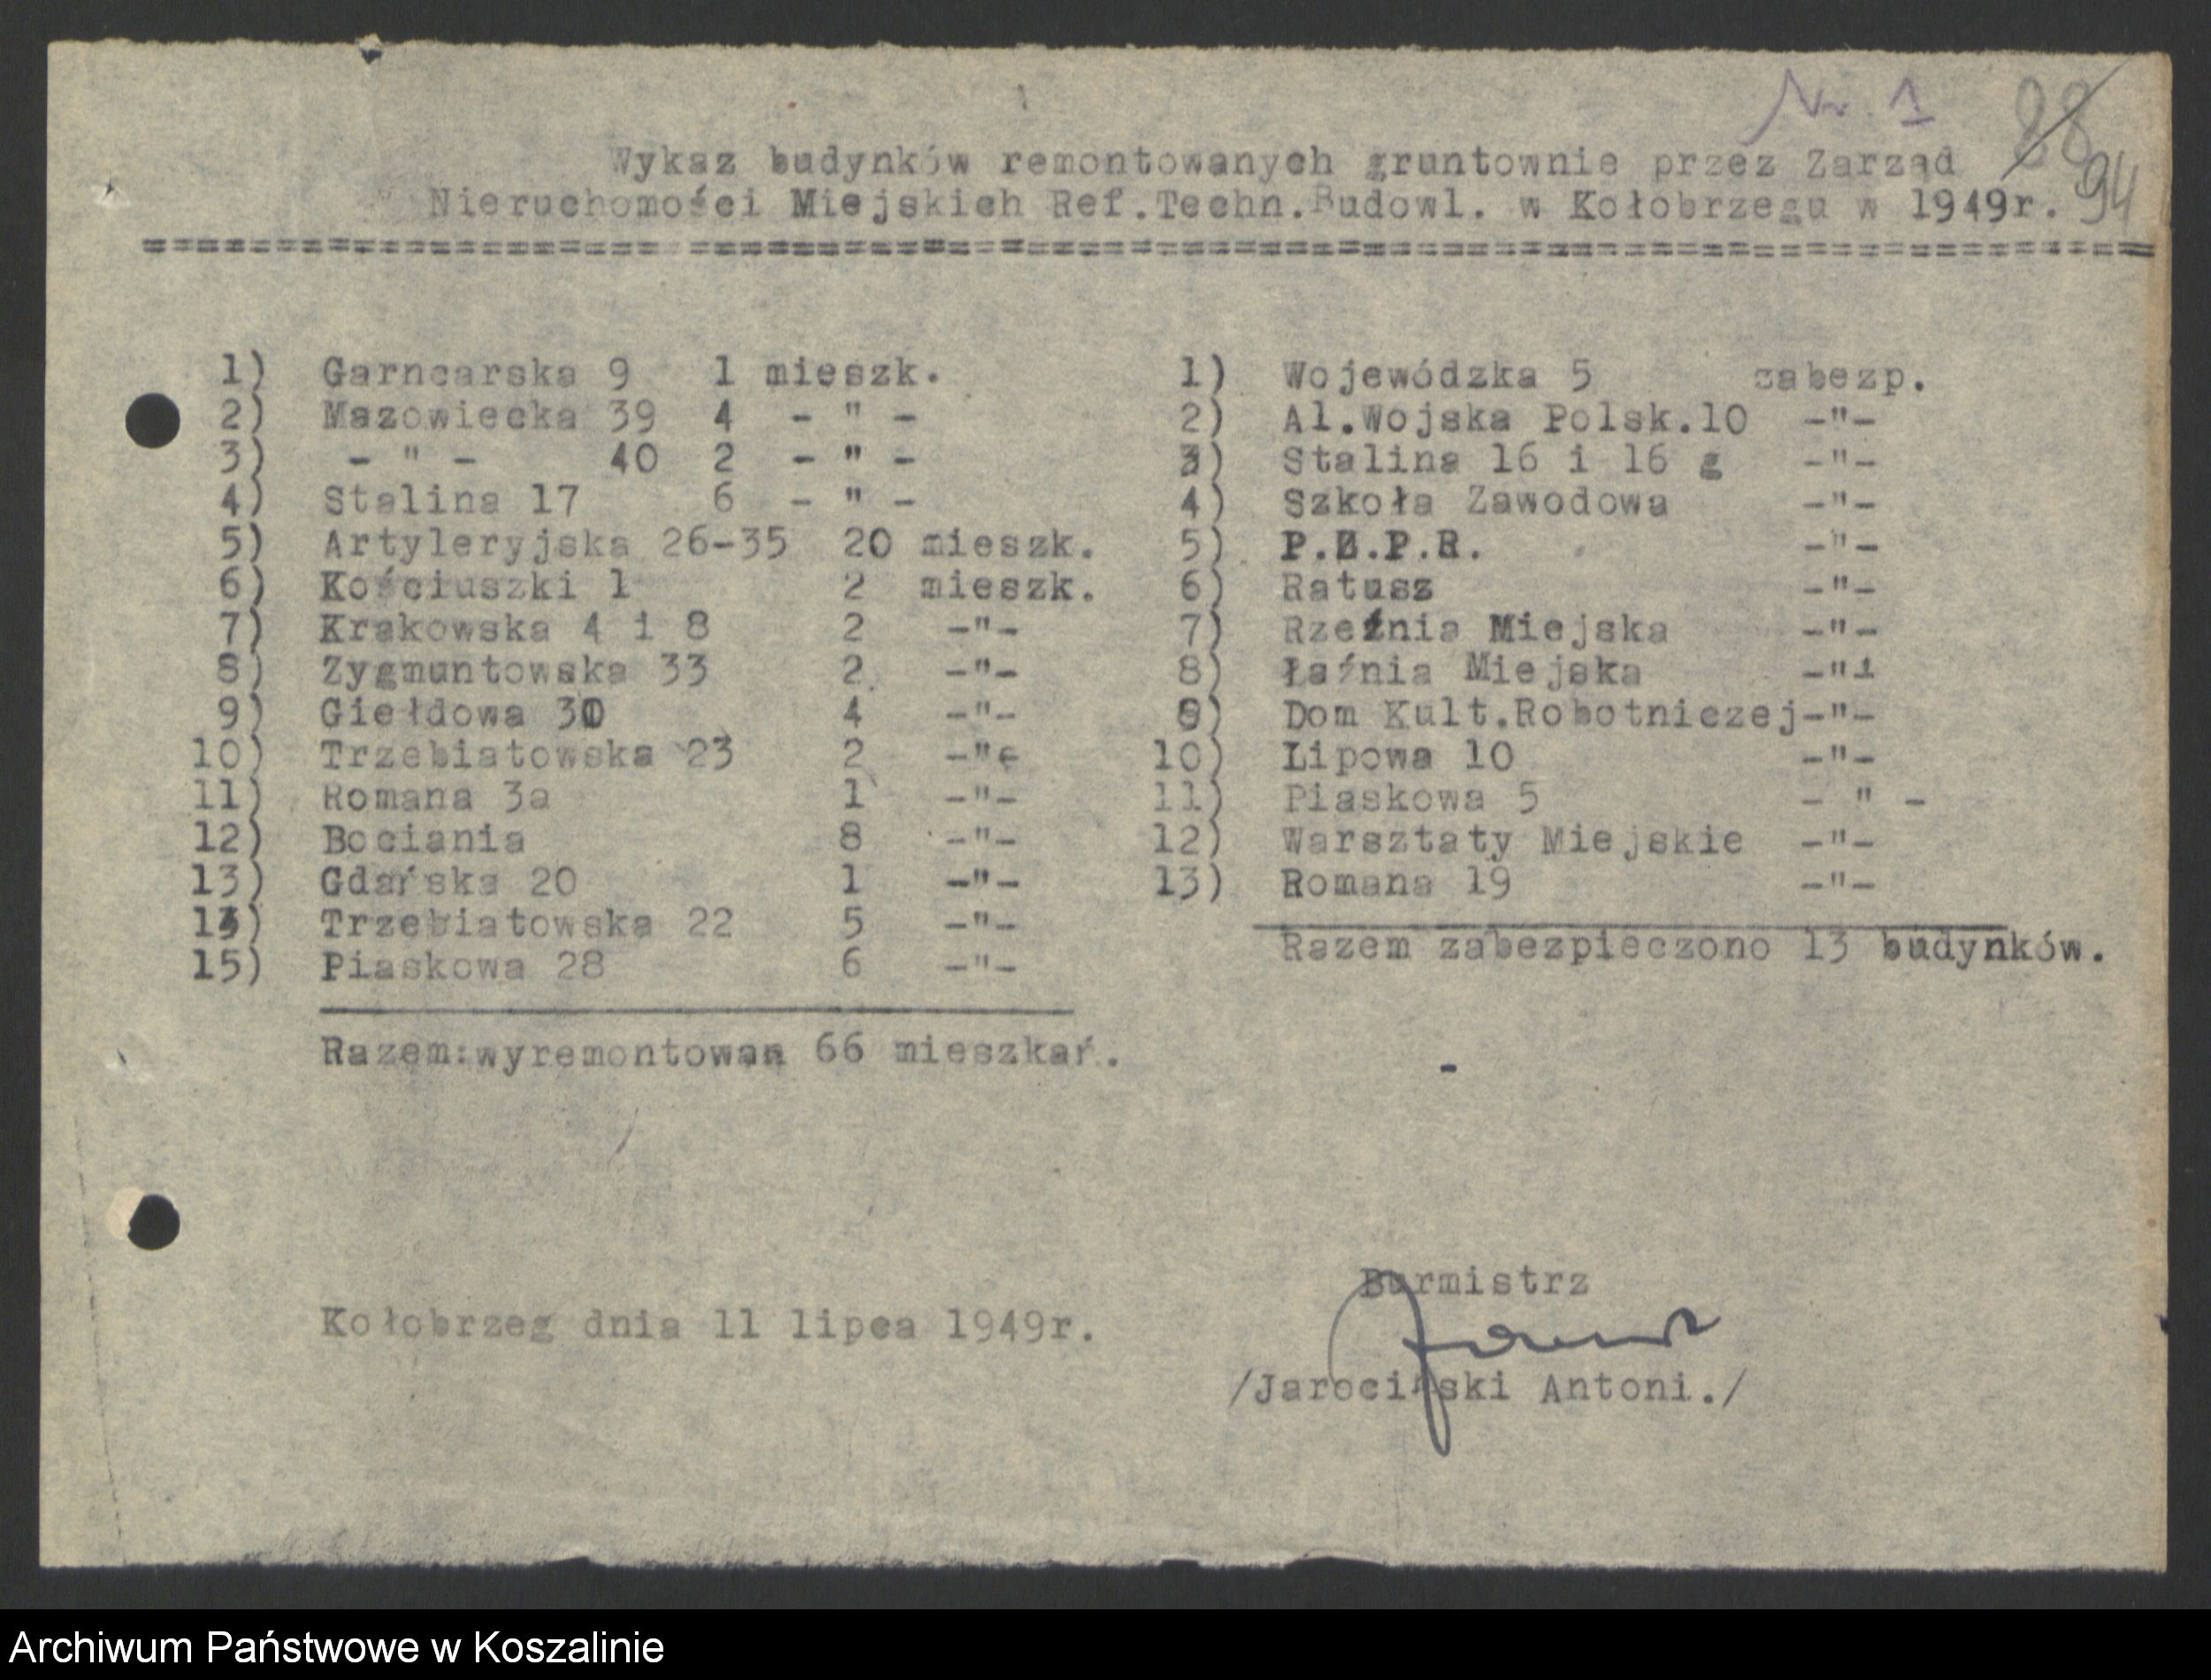 Nr. 1
28
Wykaz budynków remontowanych gruntownie przez Zarząd
94
Nieruchomości Miejskich Ref.Techn.Budowl. w Kołobrzegu w 1949r.
1) Garncarska 9 1 mieszk.
2) Mazowiecka 39 4 - " -
3) - " - 40 2 - " -
4) Stalina 17 6 - " -
5) Artyleryjska 26-35 20 mieszk.
6) Kościuszki 1 2 mieszk.
7) Krakowska 4 i 8 2 -"-
8) Zygmuntowska 33 2 -"-
9) Giełdowa 30 4 -"-
10) Trzebiatowska 23 2 -"-
11) Romana 3a 1 -"-
12) Bociania 8 -"-
13) Gdańska 20 1 -"-
14) Trzebiatowska 22 5 -"-
15) Piaskowa 28 6 -"-
Razem:wyremontowan 66 mieszkań.
1) Wojewódzka 5 zabezp.
2) Al.Wojska Polsk.10 -"-
3) Stalina 16 i 16 g -"-
4) Szkoła Zawodowa -"-
5) P.Z.P.R. -"-
6) Ratusz -"-
7) Rzeźnia Miejska -"-
8) Łaźnia Miejska -"-
9) Dom Kult.Robotniczej-"-
10) Lipowa 10 -"-
11) Piaskowa 5 - " -
12) Warsztaty Miejskie -"-
13) Romana 19 -"-
Razem zabezpieczono 13 budynków.
Kołobrzeg dnia 11 lipca 1949r.
Burmistrz
/Jarociński Antoni./
Archiwum Państwowe w Koszalinie